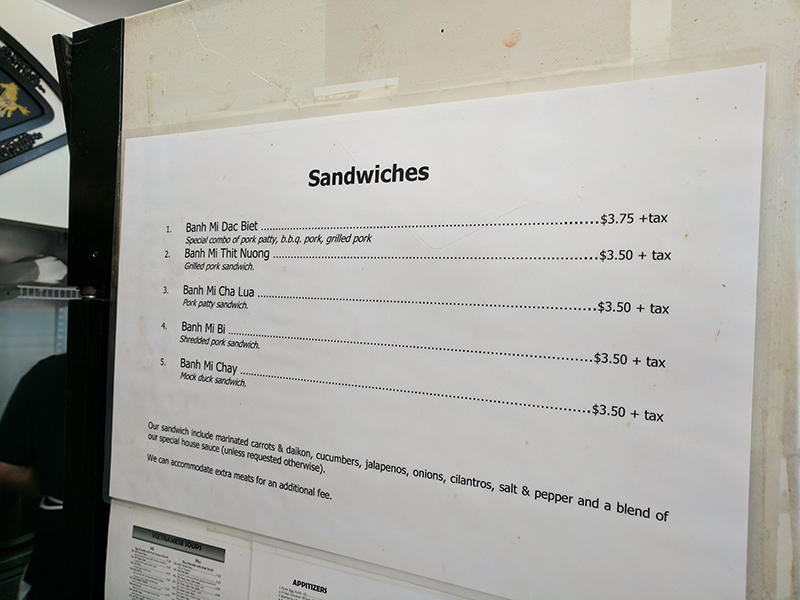 Sandwiches
1. Banh Mi Dac Biet ........................................................................$3.75 +tax
Special combo of pork patty, b.b.q. pork, grilled pork
2. Banh Mi Thit Nuong ........................................................................$3.50 + tax
Grilled pork sandwich.
3. Banh Mi Cha Lua ........................................................................$3.50 + tax
Pork patty sandwich.
4. Banh Mi Bi ........................................................................$3.50 + tax
Shredded pork sandwich.
5. Banh Mi Chay ........................................................................$3.50 + tax
Mock duck sandwich.
Our sandwich include marinated carrots & daikon, cucumbers, jalapenos, onions, cilantros, salt & pepper and a blend of
our special house sauce (unless requested otherwise).
We can accommodate extra meats for an additional fee.
VIETNAMESE SOUPS
APPITIZERS